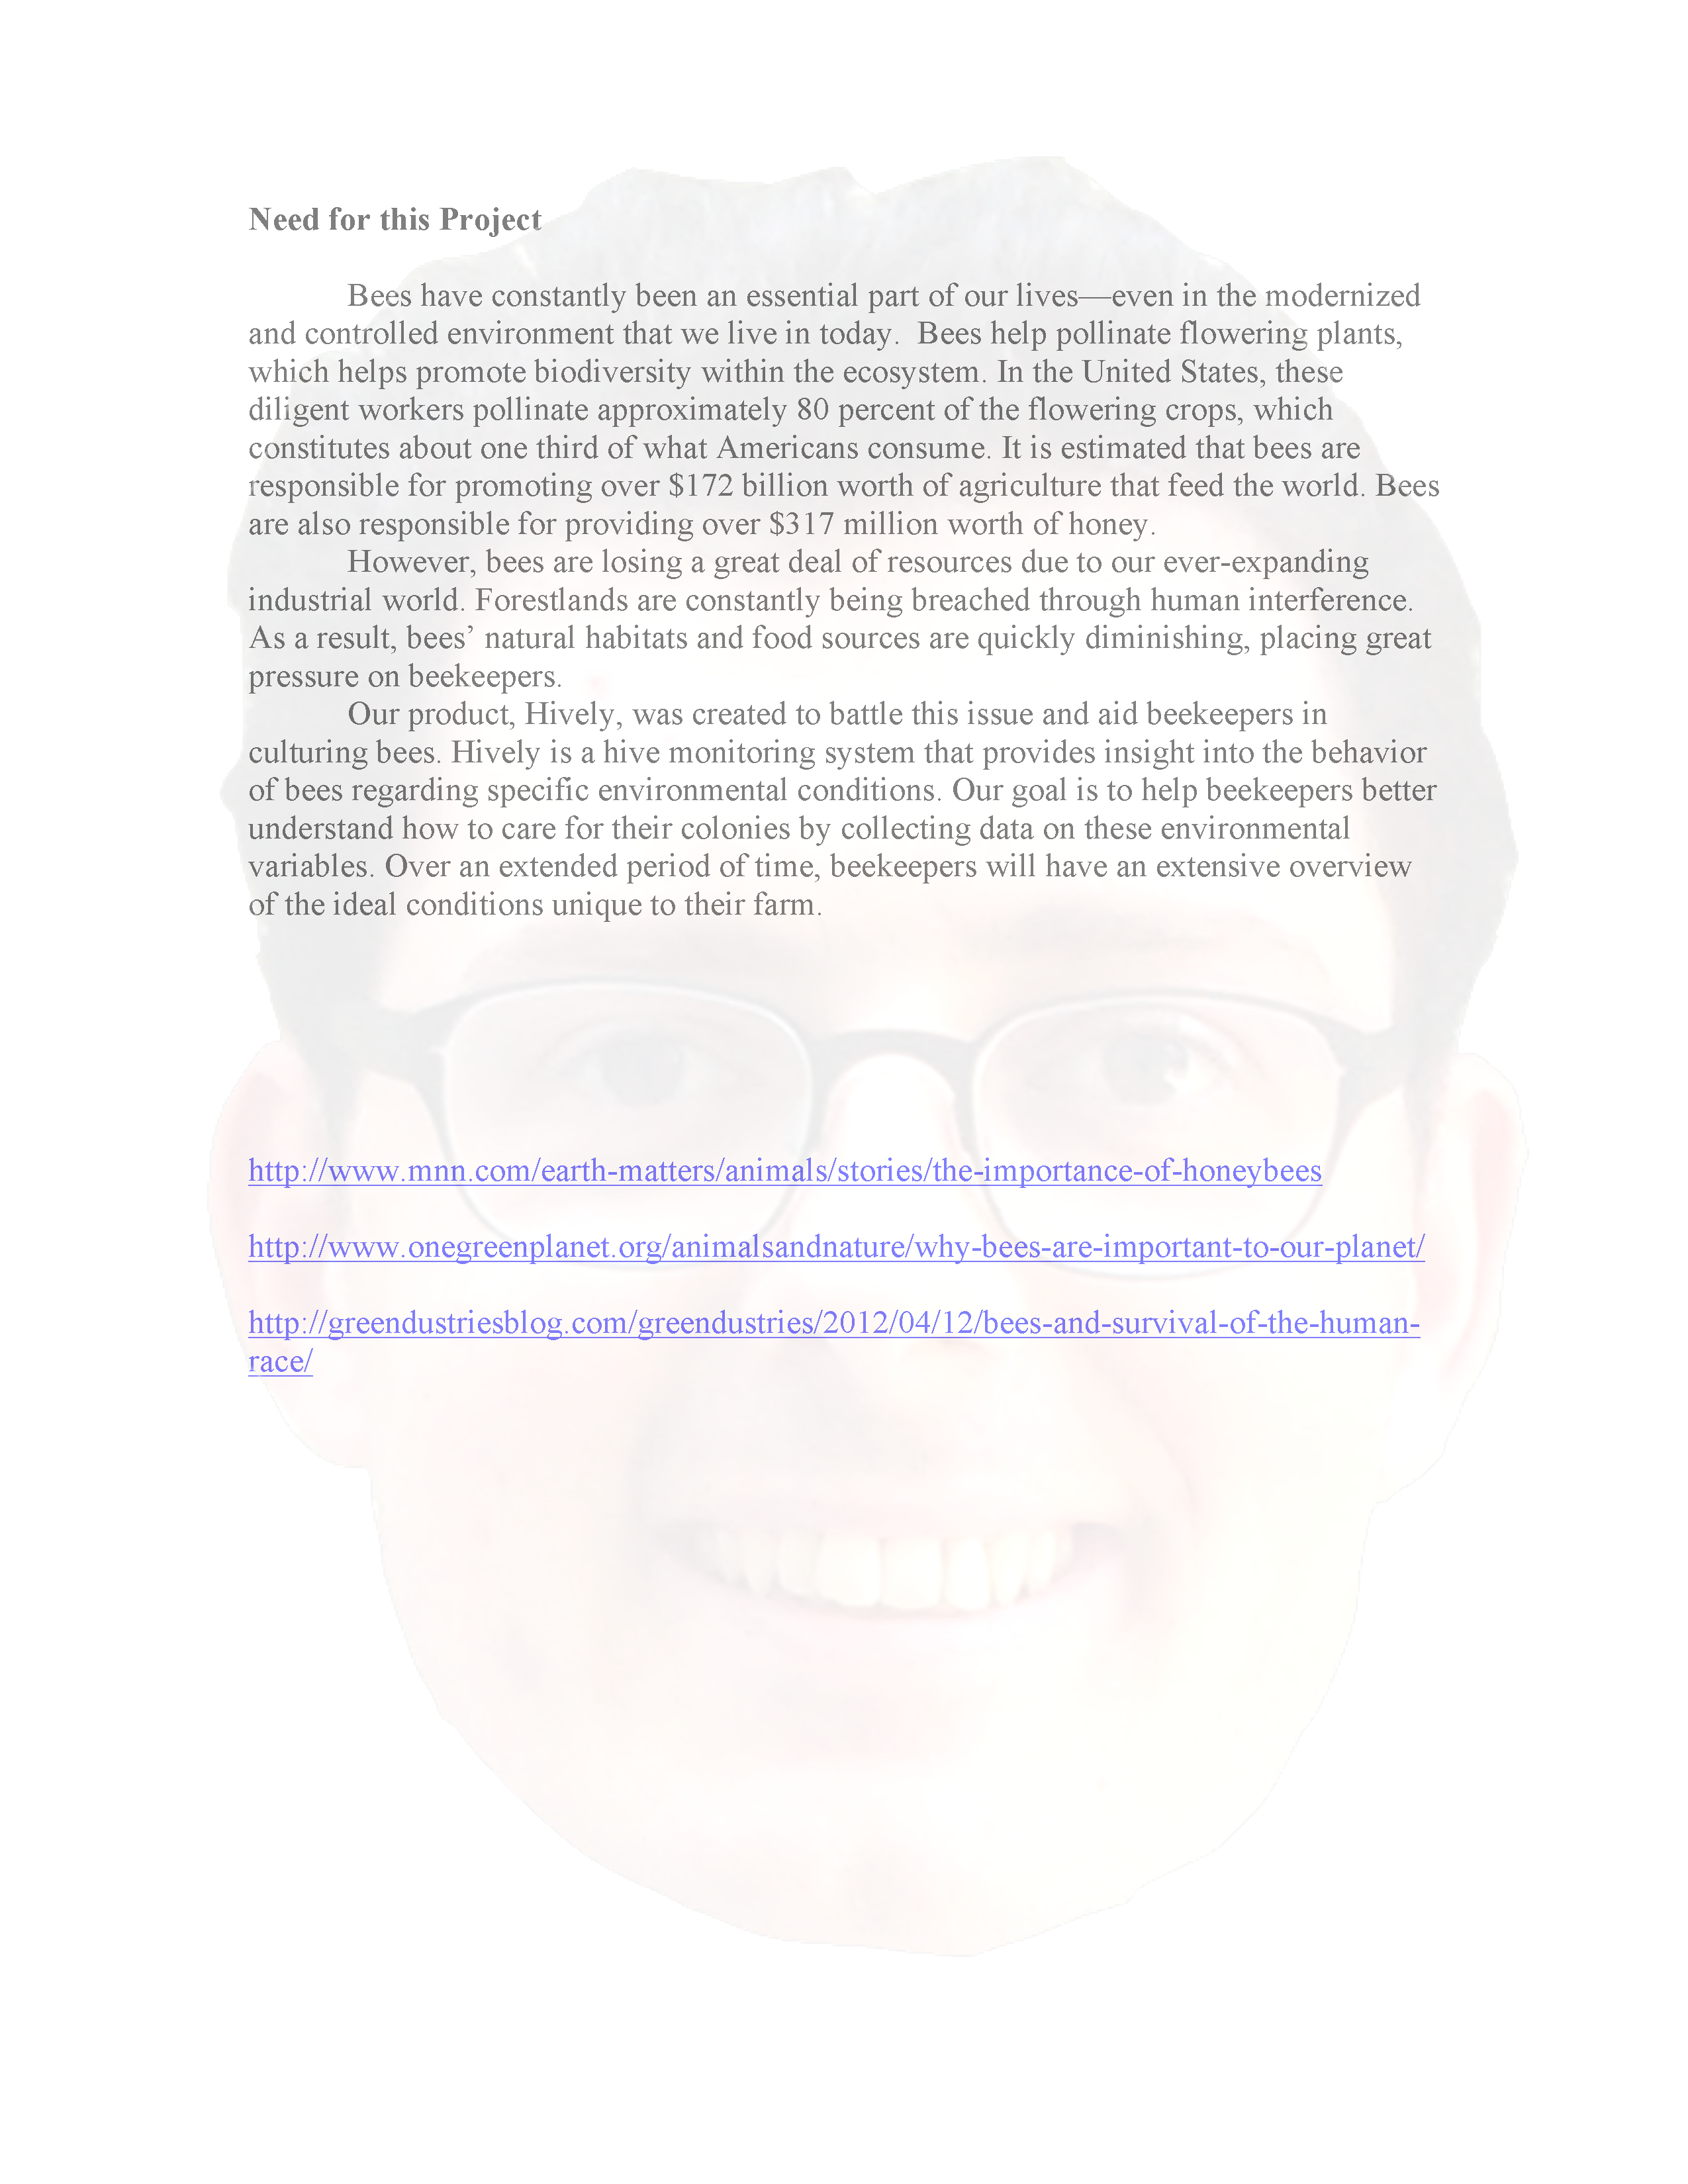 Need for this Project
Bees have constantly been an essential part of our lives—even in the modernized
and controlled environment that we live in today.  Bees help pollinate flowering plants,
which helps promote biodiversity within the ecosystem. In the United States, these
diligent workers pollinate approximately 80 percent of the flowering crops, which
constitutes about one third of what Americans consume. It is estimated that bees are
responsible for promoting over $172 billion worth of agriculture that feed the world. Bees
are also responsible for providing over $317 million worth of honey.
However, bees are losing a great deal of resources due to our ever-expanding
industrial world. Forestlands are constantly being breached through human interference.
As a result, bees’ natural habitats and food sources are quickly diminishing, placing great
pressure on beekeepers.
Our product, Hively, was created to battle this issue and aid beekeepers in
culturing bees. Hively is a hive monitoring system that provides insight into the behavior
of bees regarding specific environmental conditions. Our goal is to help beekeepers better
understand how to care for their colonies by collecting data on these environmental
variables. Over an extended period of time, beekeepers will have an extensive overview
of the ideal conditions unique to their farm.
http://www.mnn.com/earth-matters/animals/stories/the-importance-of-honeybees
http://www.onegreenplanet.org/animalsandnature/why-bees-are-important-to-our-planet/
http://greendustriesblog.com/greendustries/2012/04/12/bees-and-survival-of-the-human-
race/